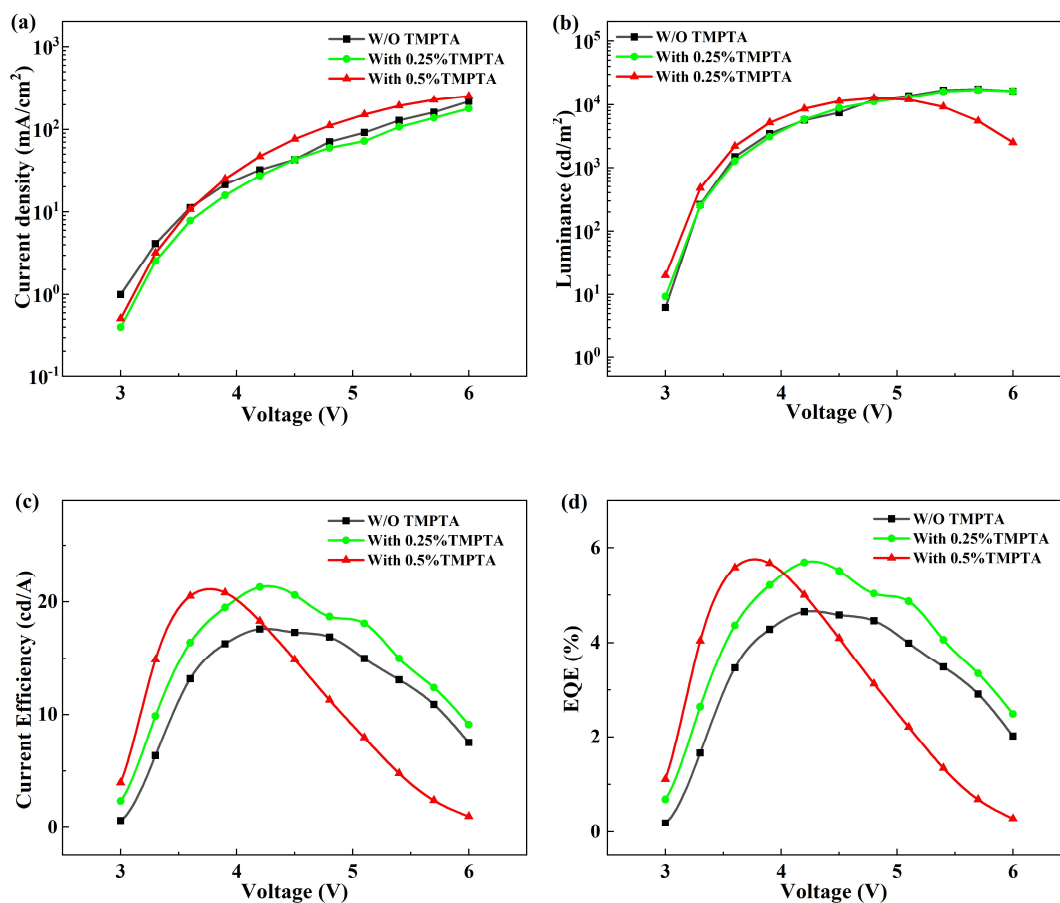 (a)
W/O TMPTA
With 0.25%TMPTA
With 0.5%TMPTA
Current density (mA/cm²)
10³
10²
10¹
10⁰
10⁻¹
3 4 5 6
Voltage (V)
(b)
W/O TMPTA
With 0.25%TMPTA
With 0.25%TMPTA
Luminance (cd/m²)
10⁵
10⁴
10³
10²
10¹
10⁰
3 4 5 6
Voltage (V)
(c)
W/O TMPTA
With 0.25%TMPTA
With 0.5%TMPTA
Current Efficiency (cd/A)
20
10
0
3 4 5 6
Voltage (V)
(d)
W/O TMPTA
With 0.25%TMPTA
With 0.5%TMPTA
EQE (%)
6
4
2
0
3 4 5 6
Voltage (V)